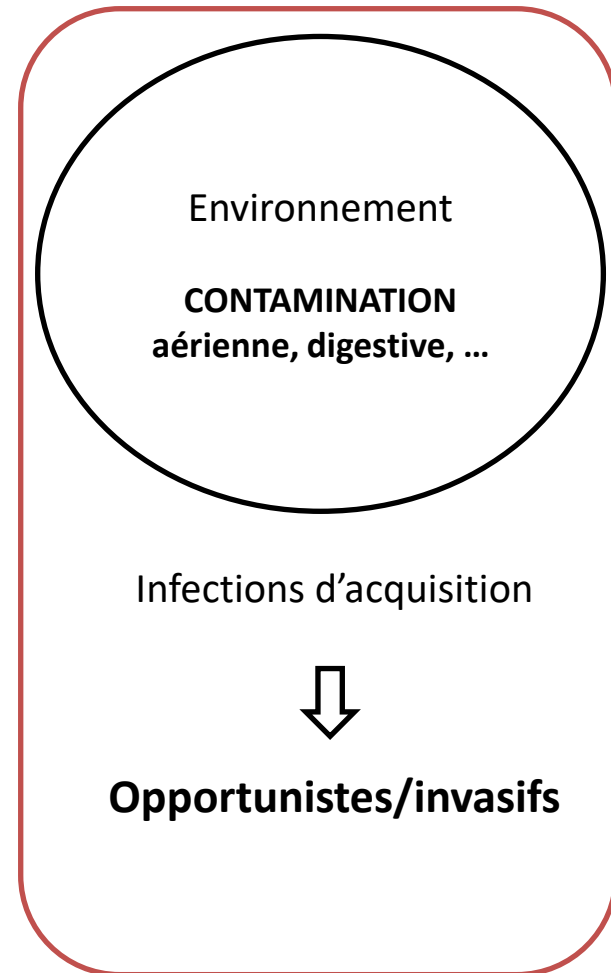 Environnement
CONTAMINATION
aérienne, digestive, …
Infections d’acquisition
Opportunistes/invasifs